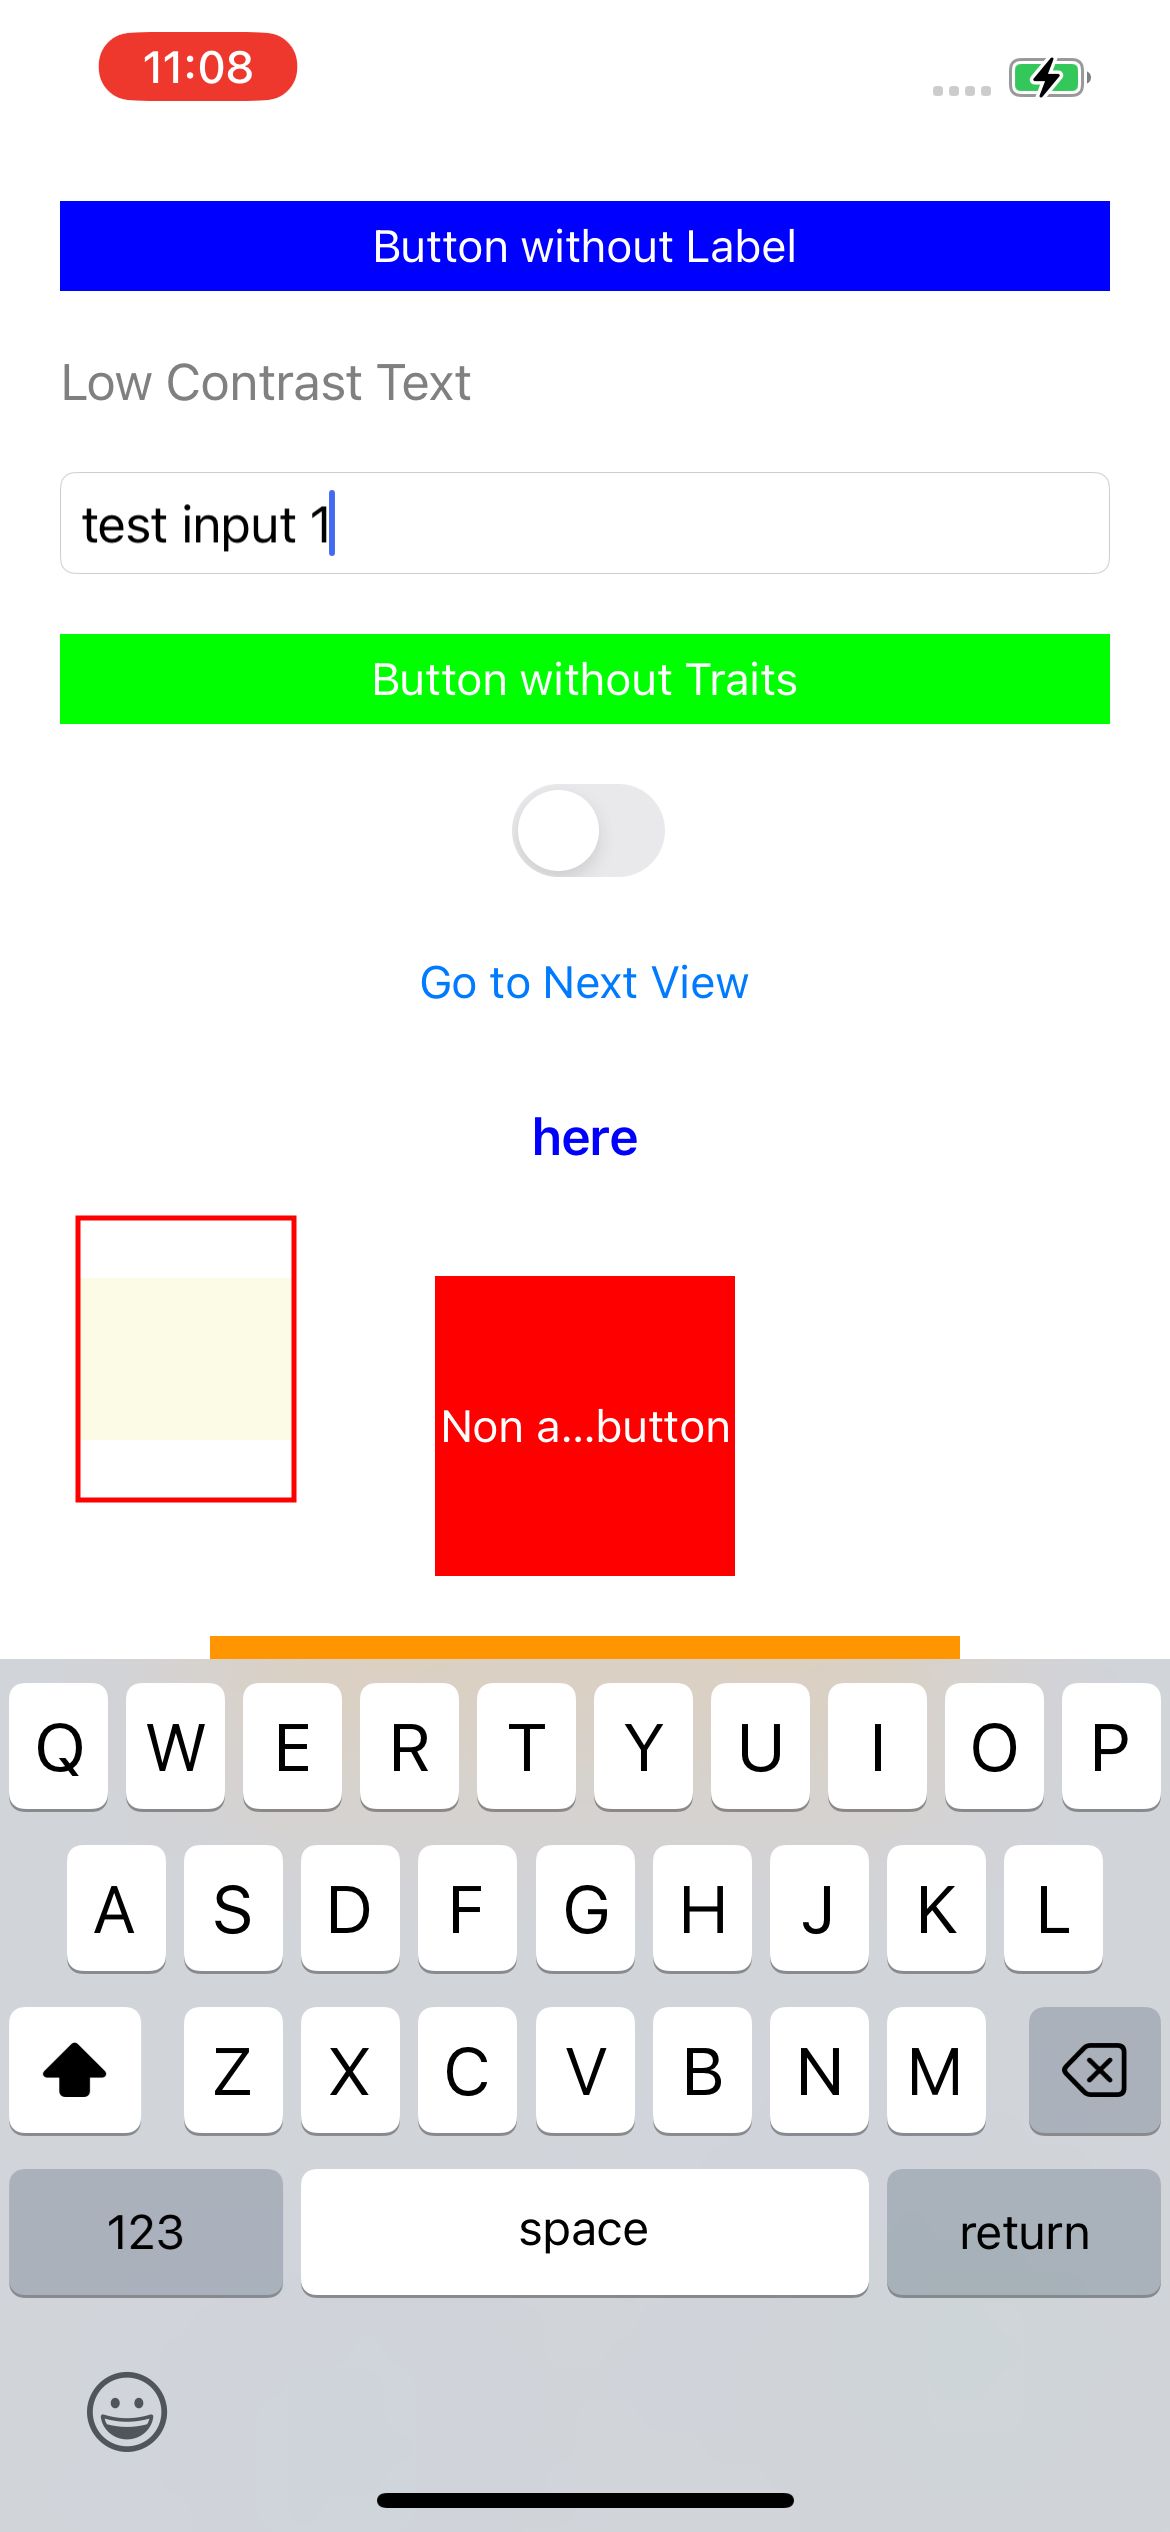 11:08
Button without Label
Low Contrast Text
test input 1
Button without Traits
Go to Next View
here
Non a...button
Q W E R T Y U I O P
A S D F G H J K L
Z X C V B N M
123 space return